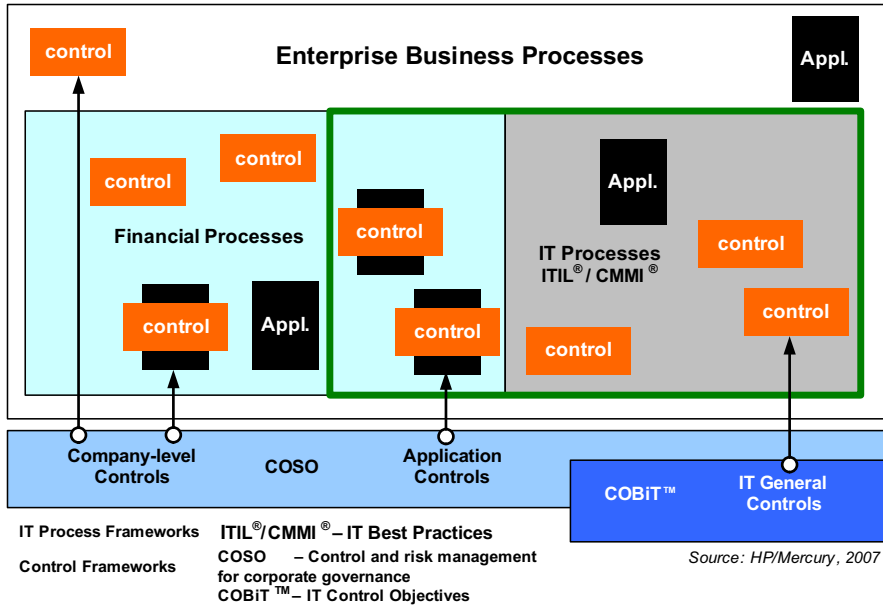 control
Enterprise Business Processes
Appl.
control
control
Financial Processes
control
Appl.
control
control
Appl.
IT Processes
ITIL®/ CMMI ®
control
control
control
Company-level
Controls
COSO
Application
Controls
COBiT™
IT General
Controls
IT Process Frameworks
ITIL®/CMMI ® – IT Best Practices
Control Frameworks
COSO – Control and risk management
for corporate governance
COBiT ™ – IT Control Objectives
Source: HP/Mercury, 2007